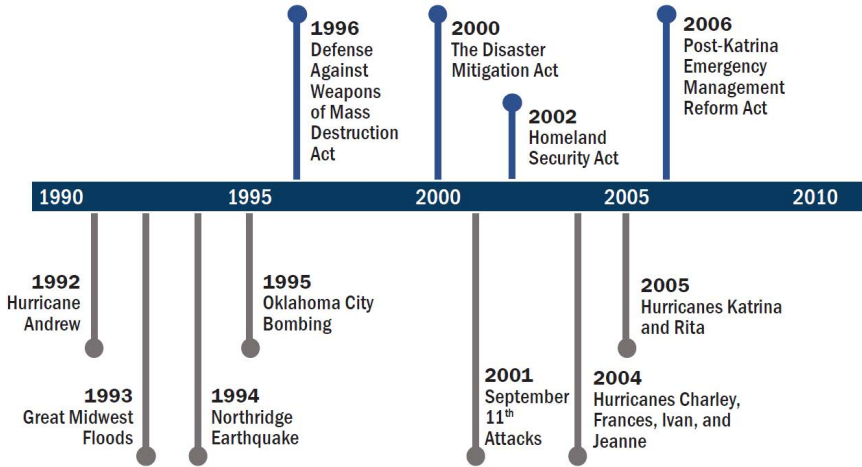 1996
Defense
Against
Weapons
of Mass
Destruction
Act
2000
The Disaster
Mitigation Act
2002
Homeland
Security Act
2006
Post-Katrina
Emergency
Management
Reform Act
1990 1995 2000 2005 2010
1992
Hurricane
Andrew
1993
Great Midwest
Floods
1994
Northridge
Earthquake
1995
Oklahoma City
Bombing
2001
September
11th
Attacks
2004
Hurricanes Charley,
Frances, Ivan, and
Jeanne
2005
Hurricanes Katrina
and Rita